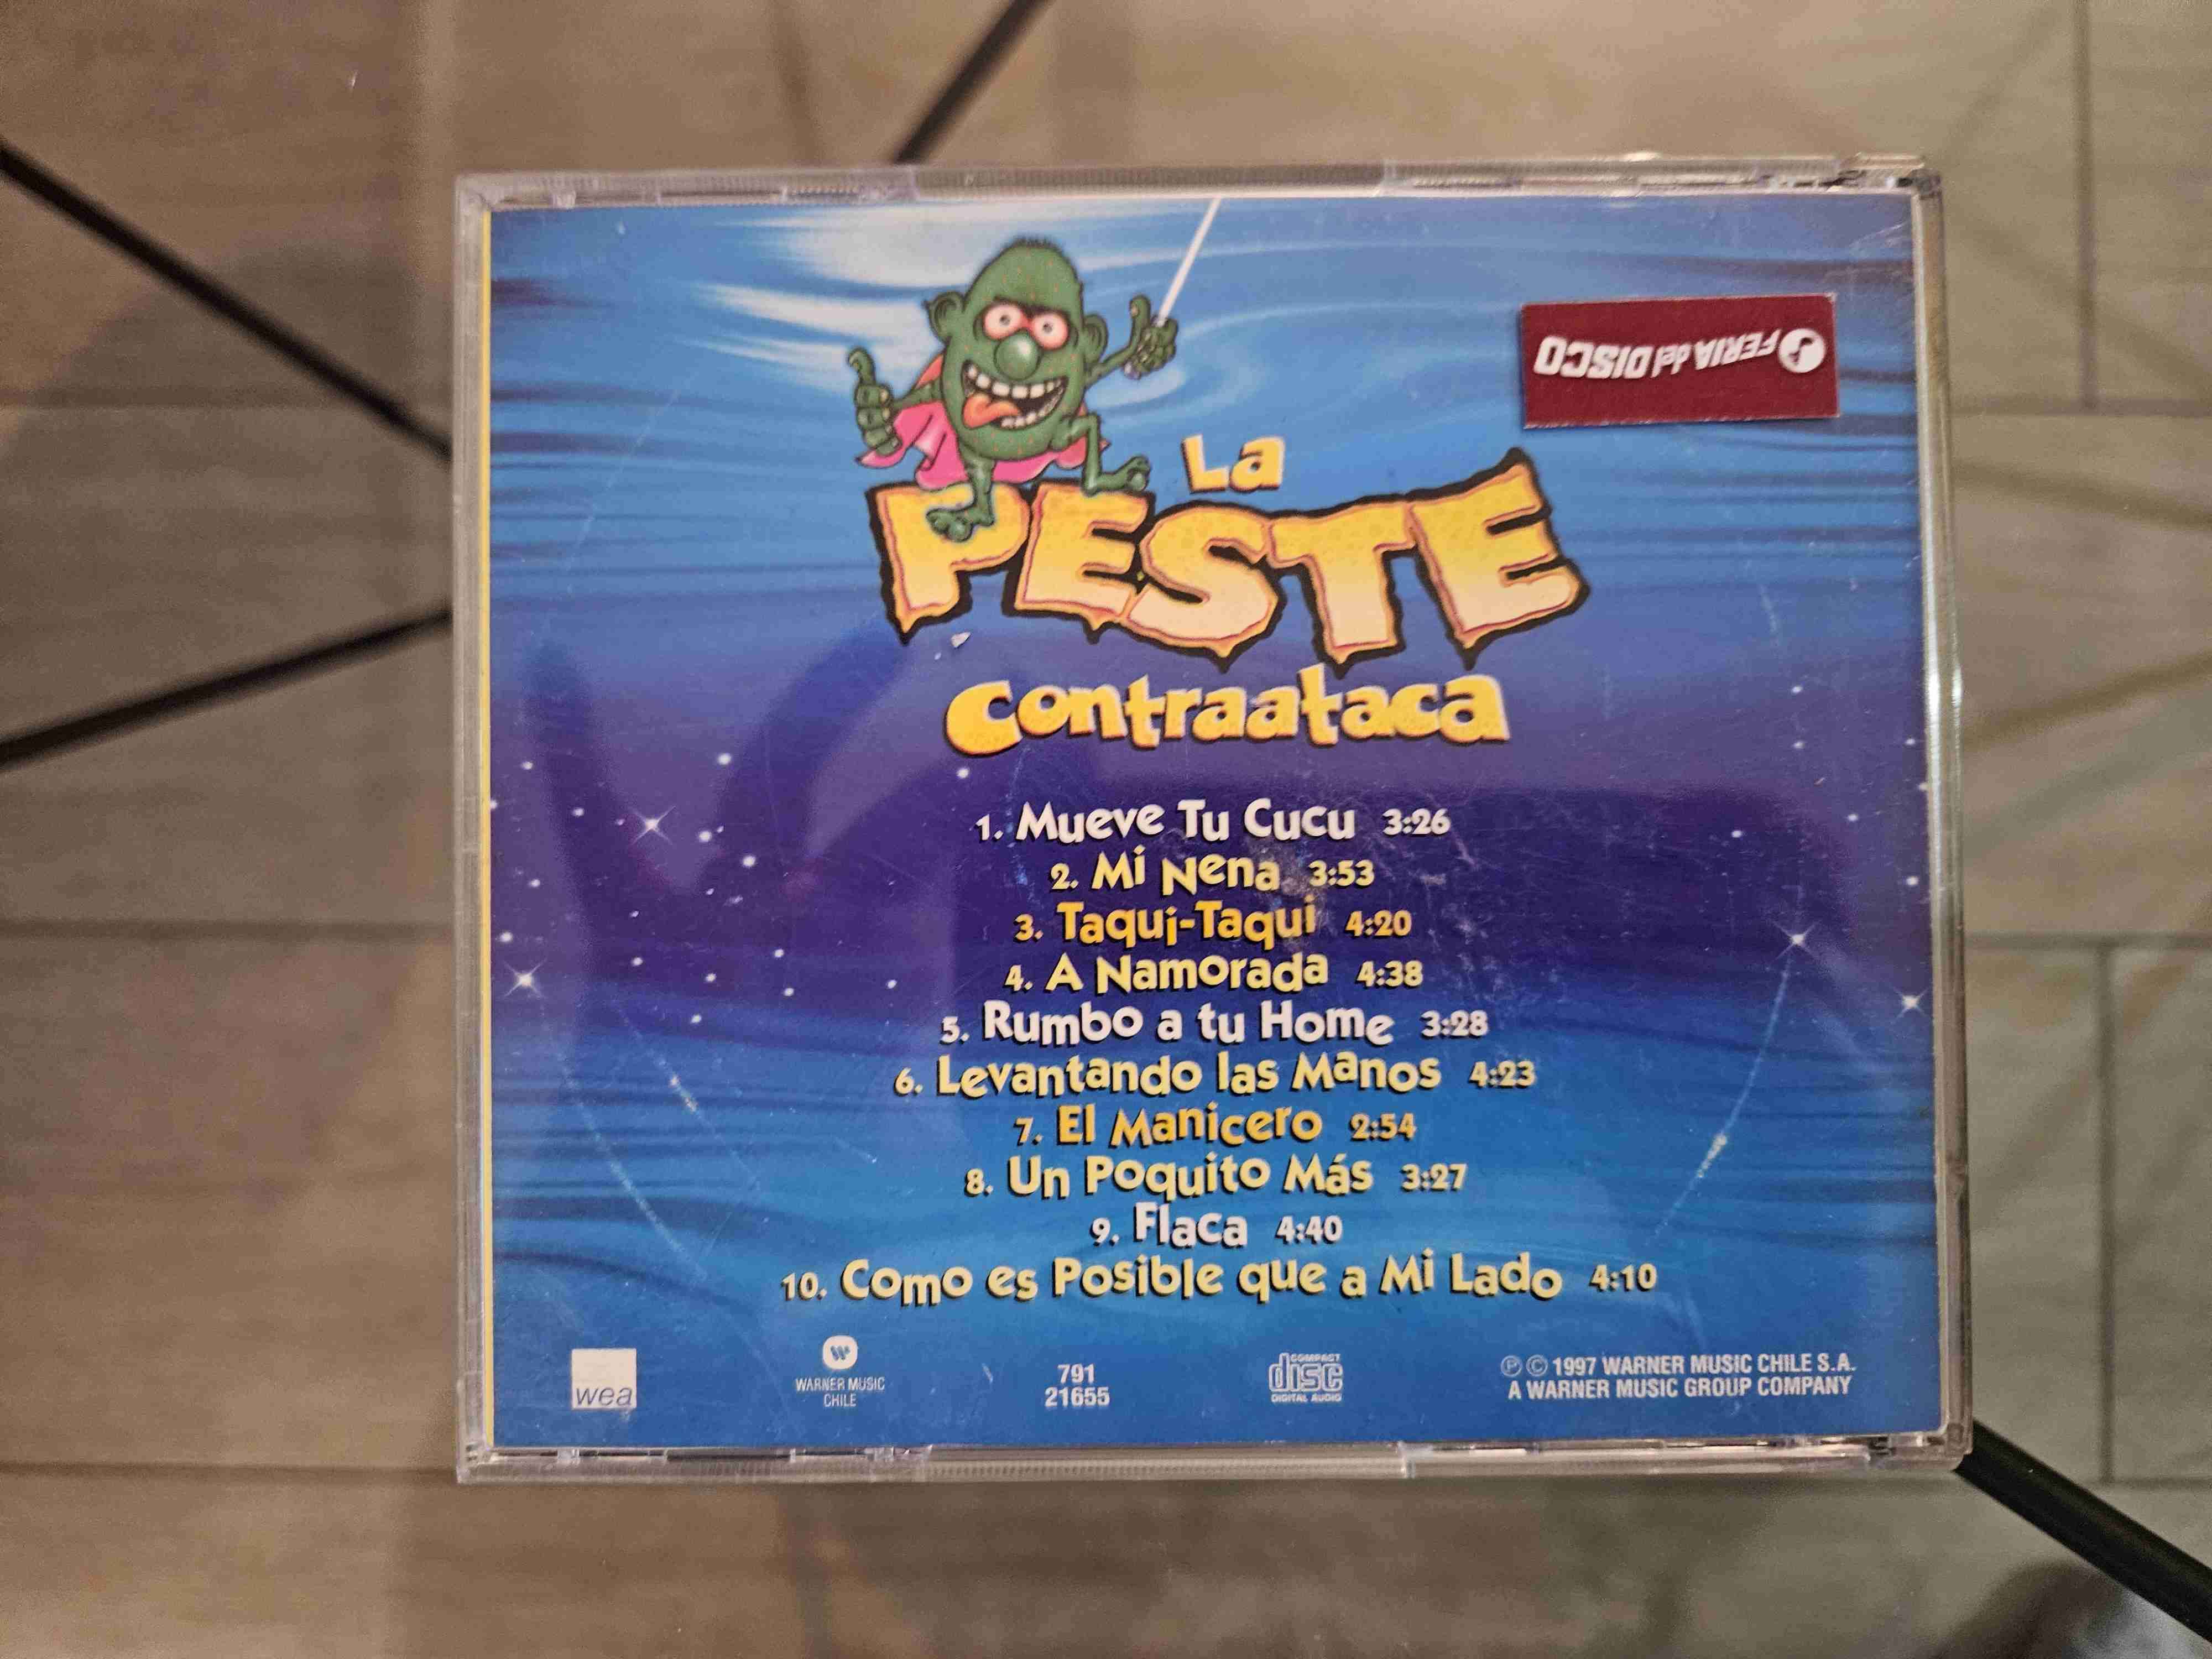 FERIA del DISCO
La
PESTE
contraataca
1. Mueve Tu Cucu 3:26
2. Mi Nena 3:53
3. Taqui-Taqui 4:20
4. A Namorada 4:38
5. Rumbo a tu Home 3:28
6. Levantando las Manos 4:23
7. El Manicero 2:54
8. Un Poquito Más 3:27
9. Flaca 4:40
10. Como es Posible que a Mi Lado 4:10
wea
WARNER MUSIC
CHILE
791
21655
COMPACT
disc
DIGITAL AUDIO
℗ © 1997 WARNER MUSIC CHILE S.A.
A WARNER MUSIC GROUP COMPANY